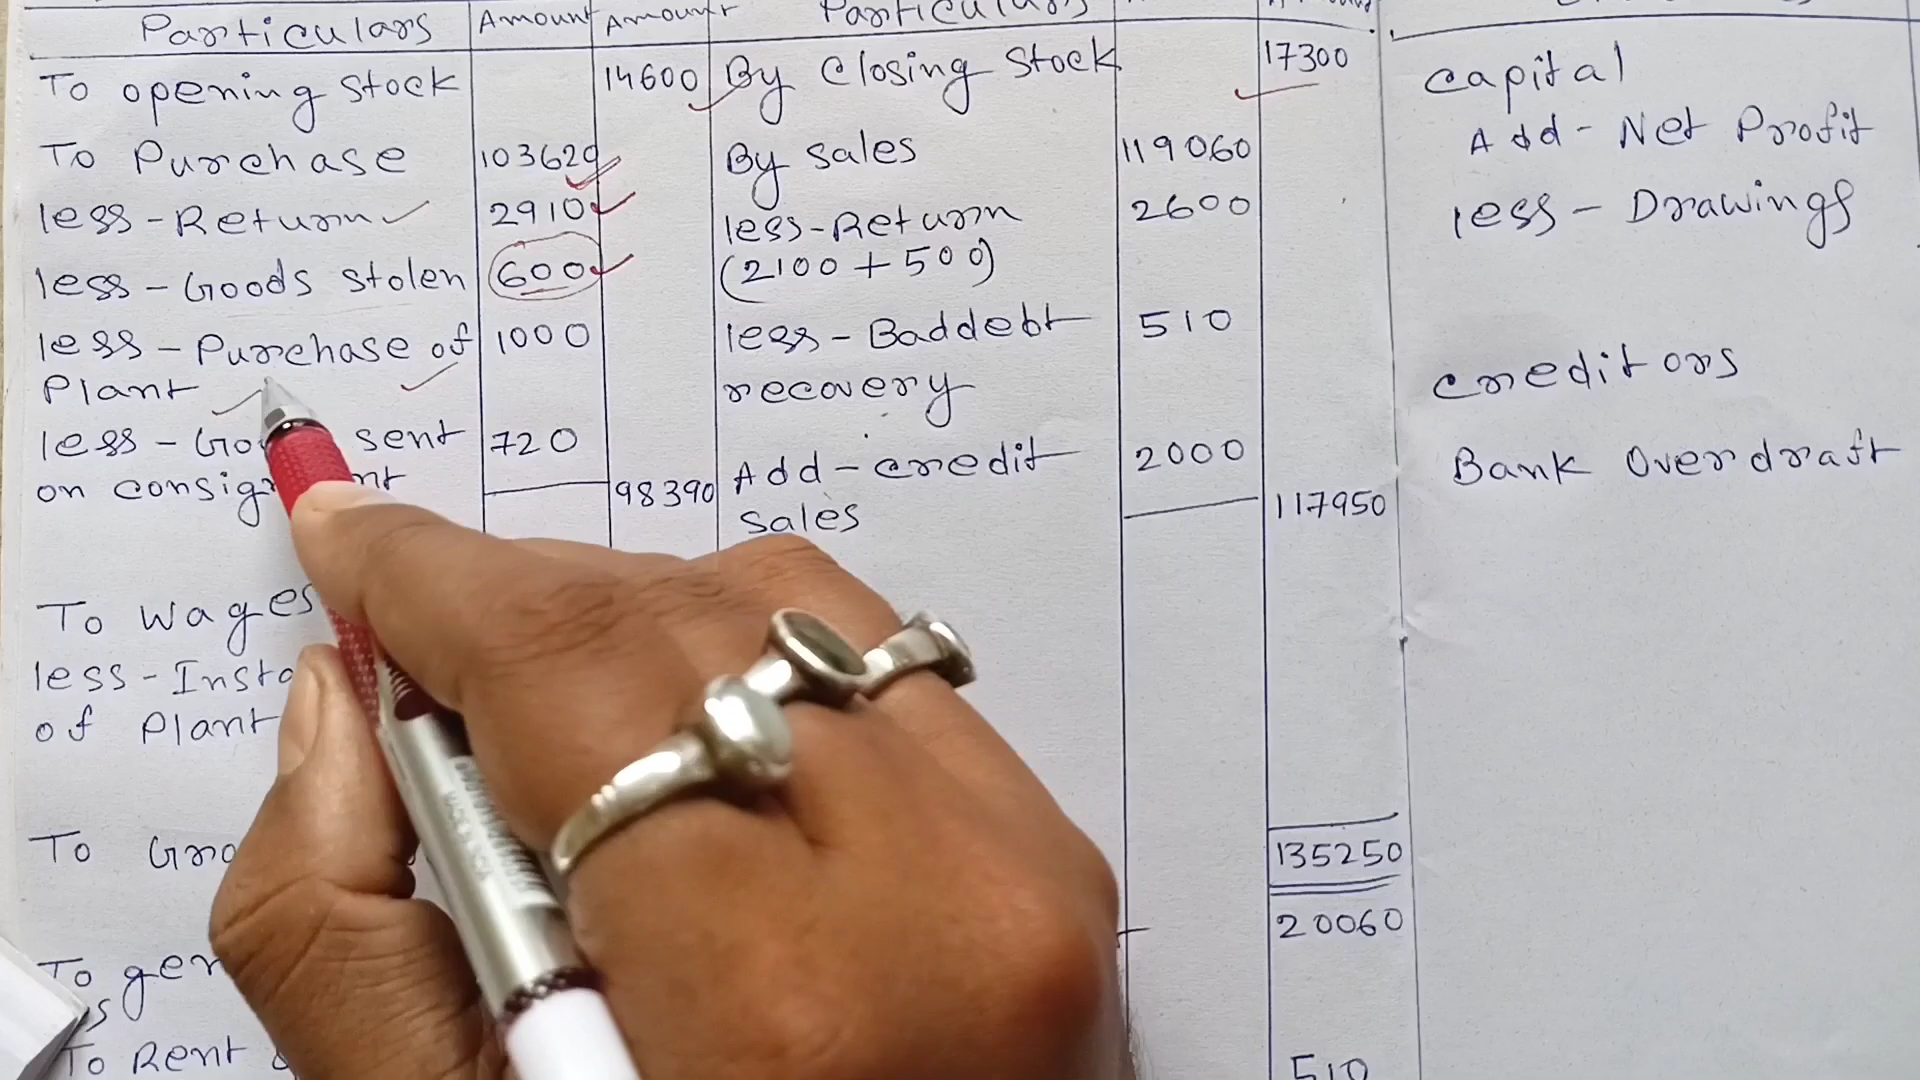 Particulars Amount Amount Particulars
To opening stock 14600 By Closing Stock 17300
To Purchase 103620 By Sales 119060
less-Return 2910 less-Return 2600
less-Goods stolen 600 (2100+500)
less-Purchase of 1000 less-Baddebt 510
Plant recovery
less- sent 720 Add-credit 2000
on 98390 sales 117950
To Wages
less-
of Plant
To 135250
20060
To
To Rent 510
Capital
Add- Net Profit
less - Drawings
creditors
Bank Overdraft